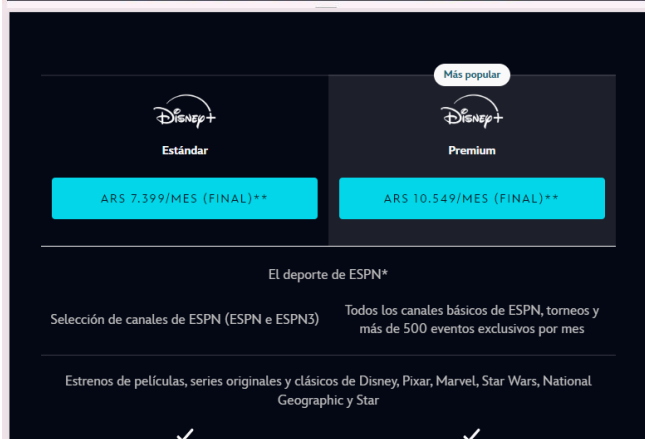 Más popular
Disney+
Disney+
Estándar
Premium
ARS 7.399/MES (FINAL)**
ARS 10.549/MES (FINAL)**
El deporte de ESPN*
Selección de canales de ESPN (ESPN e ESPN3)
Todos los canales básicos de ESPN, torneos y
más de 500 eventos exclusivos por mes
Estrenos de películas, series originales y clásicos de Disney, Pixar, Marvel, Star Wars, National
Geographic y Star